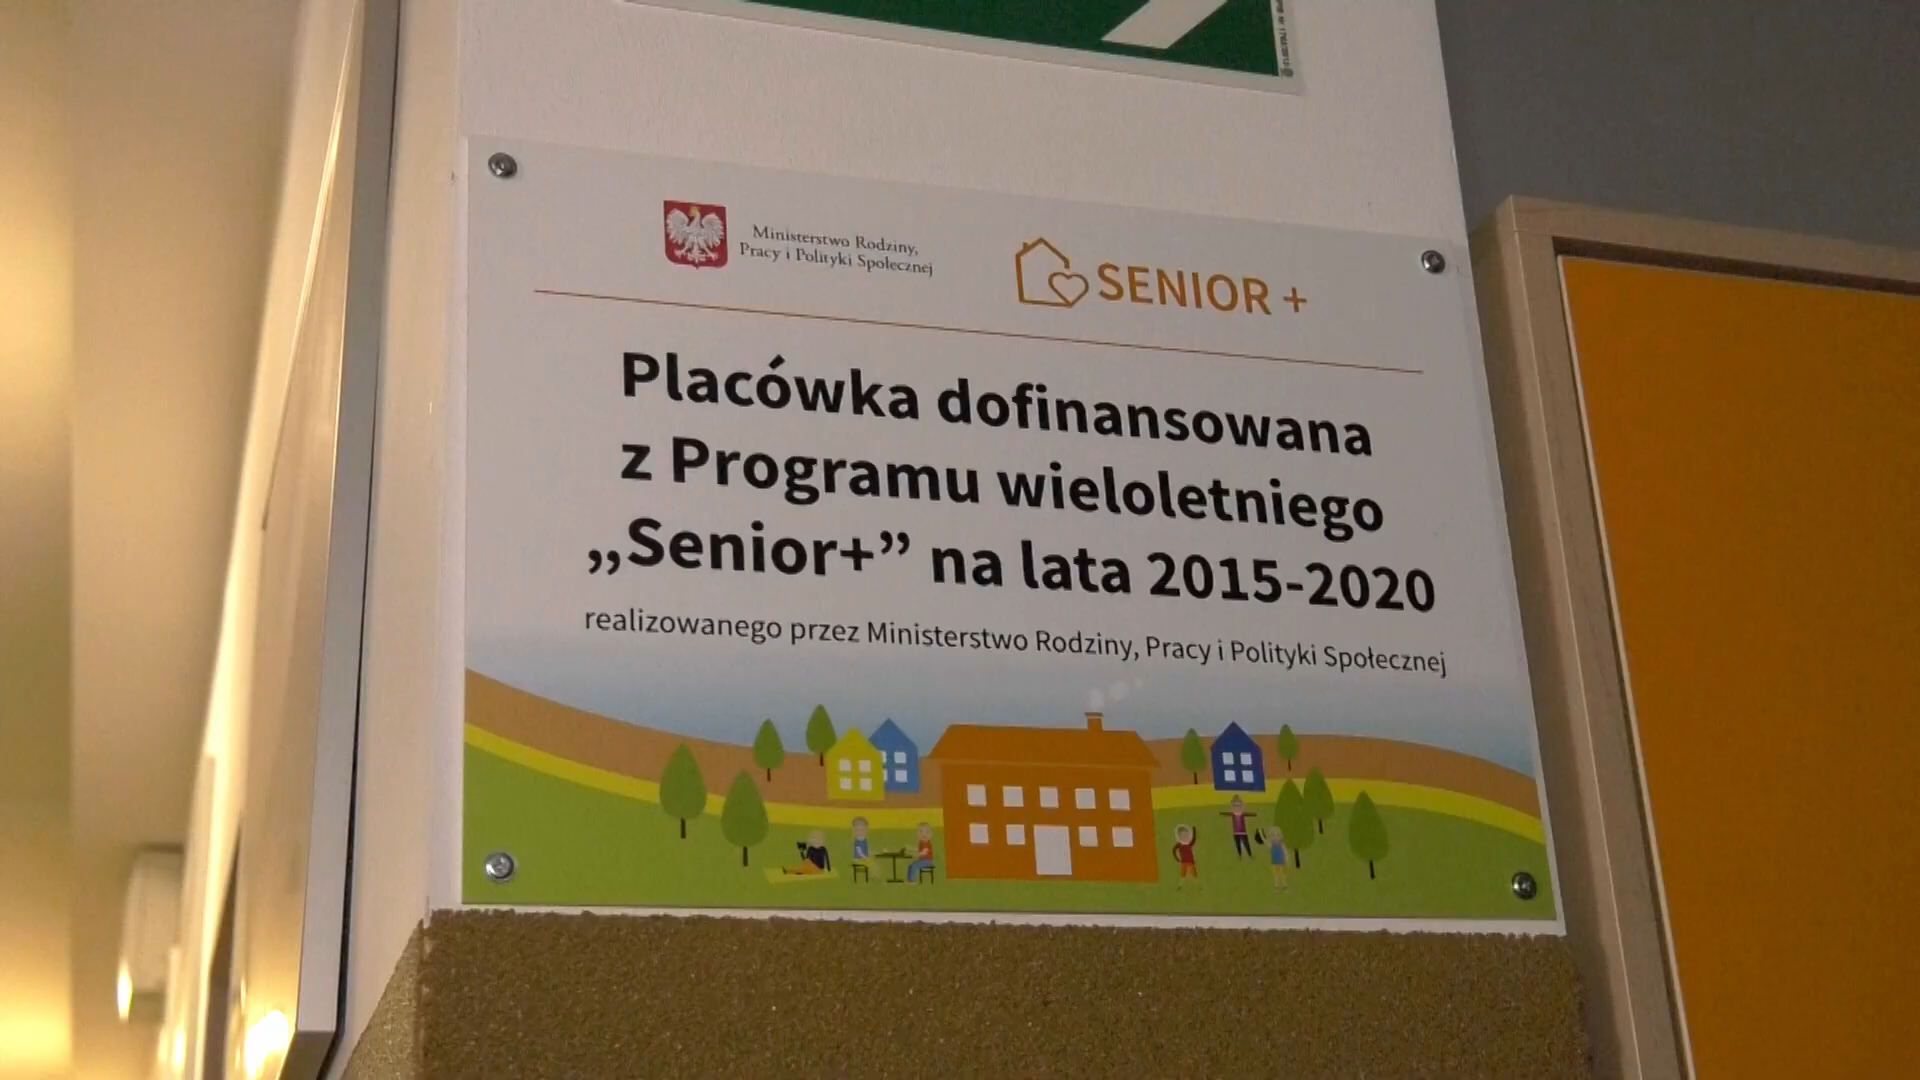 Ministerstwo Rodziny,
Pracy i Polityki Społecznej
SENIOR +
Placówka dofinansowana
z Programu wieloletniego
„Senior+” na lata 2015-2020
realizowanego przez Ministerstwo Rodziny, Pracy i Polityki Społecznej